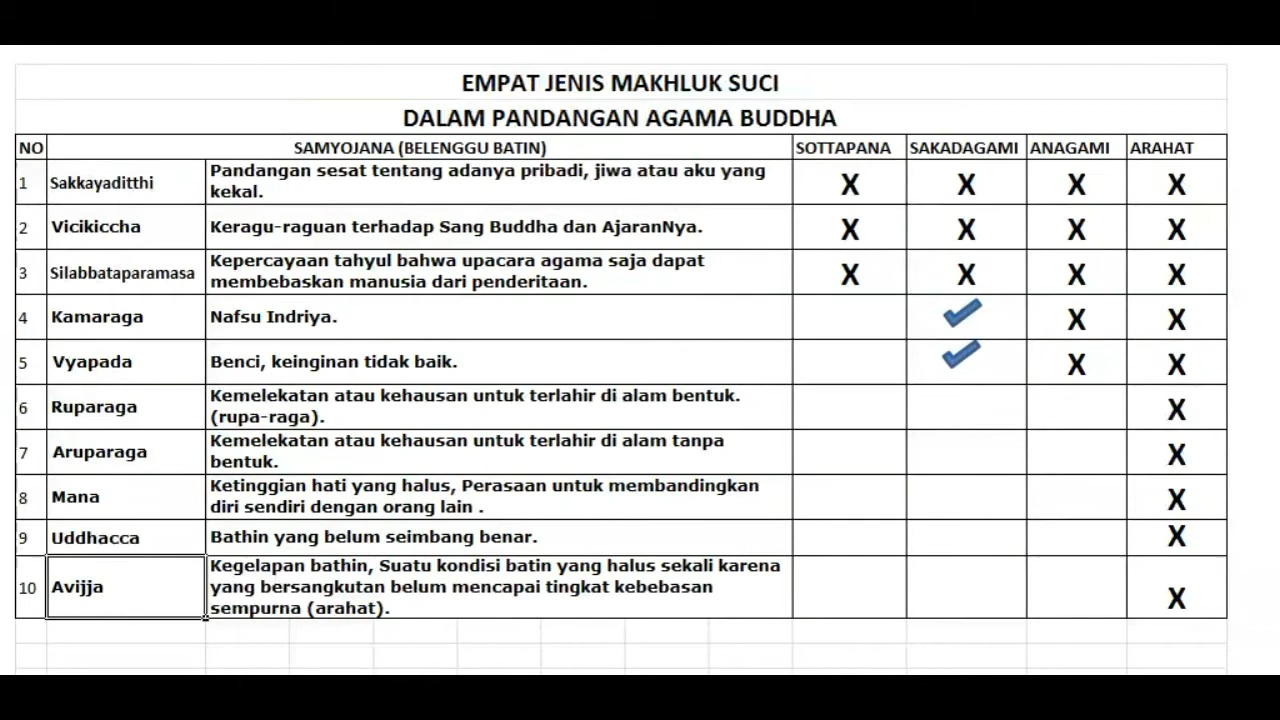 EMPAT JENIS MAKHLUK SUCI
DALAM PANDANGAN AGAMA BUDDHA
NO SAMYOJANA (BELENGGU BATIN) SOTTAPANA SAKADAGAMI ANAGAMI ARAHAT
1 Sakkayaditthi Pandangan sesat tentang adanya pribadi, jiwa atau aku yang
kekal. X X X X
2 Vicikiccha Keragu-raguan terhadap Sang Buddha dan AjaranNya. X X X X
3 Silabbataparamasa Kepercayaan tahyul bahwa upacara agama saja dapat
membebaskan manusia dari penderitaan. X X X X
4 Kamaraga Nafsu Indriya. X X
5 Vyapada Benci, keinginan tidak baik. X X
6 Ruparaga Kemelekatan atau kehausan untuk terlahir di alam bentuk.
(rupa-raga). X
7 Aruparaga Kemelekatan atau kehausan untuk terlahir di alam tanpa
bentuk. X
8 Mana Ketinggian hati yang halus, Perasaan untuk membandingkan
diri sendiri dengan orang lain . X
9 Uddhacca Bathin yang belum seimbang benar. X
10 Avijja Kegelapan bathin, Suatu kondisi batin yang halus sekali karena
yang bersangkutan belum mencapai tingkat kebebasan
sempurna (arahat). X